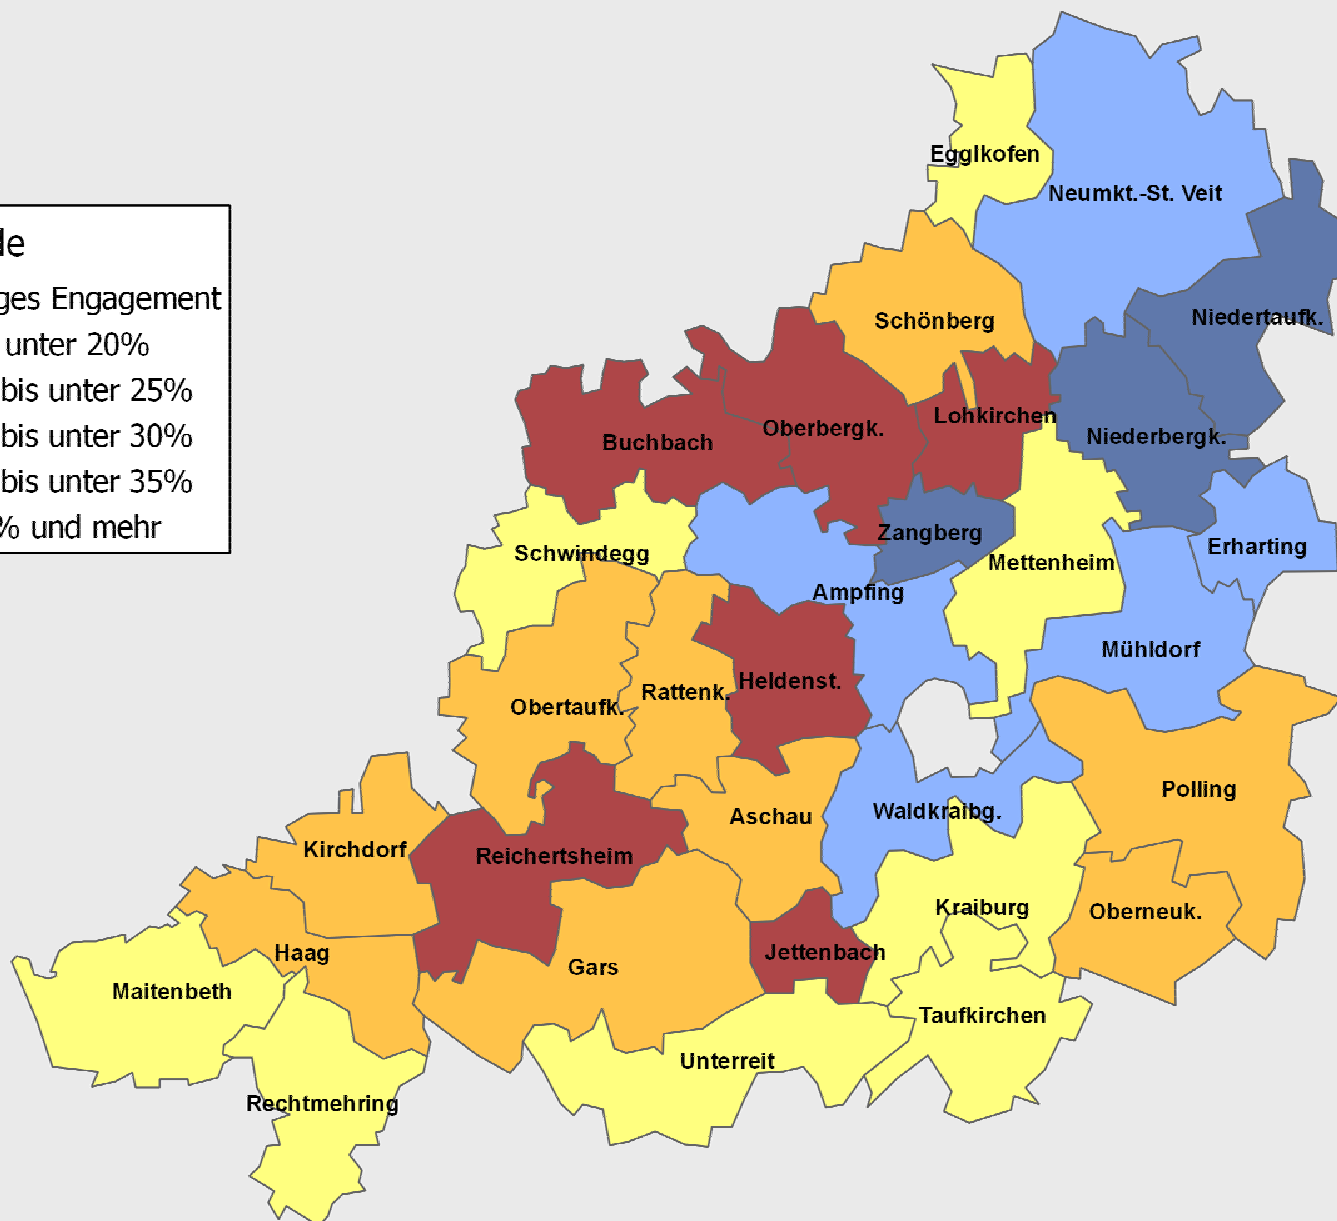 de
ges Engagement
unter 20%
bis unter 25%
bis unter 30%
bis unter 35%
% und mehr
Egglkofen
Neumkt.-St. Veit
Schönberg
Niedertaufk.
Lohkirchen
Oberbergk.
Buchbach
Niederbergk.
Zangberg
Schwindegg
Mettenheim
Erharting
Ampfing
Mühldorf
Heldenst.
Rattenk.
Obertaufk.
Polling
Waldkraibg.
Aschau
Kirchdorf
Reichertsheim
Kraiburg
Oberneuk.
Haag
Jettenbach
Gars
Maitenbeth
Taufkirchen
Unterreit
Rechtmehring